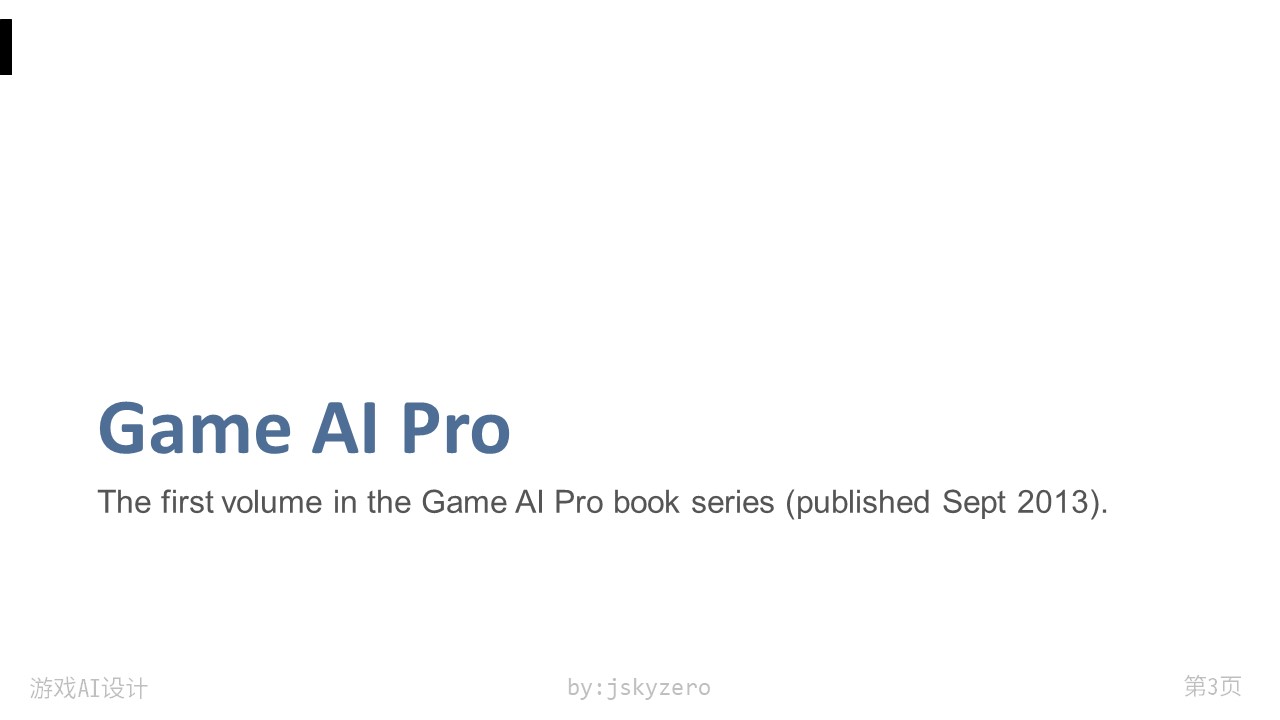 Game AI Pro
The first volume in the Game AI Pro book series (published Sept 2013).
游戏AI设计
by:jskyzero
第3页